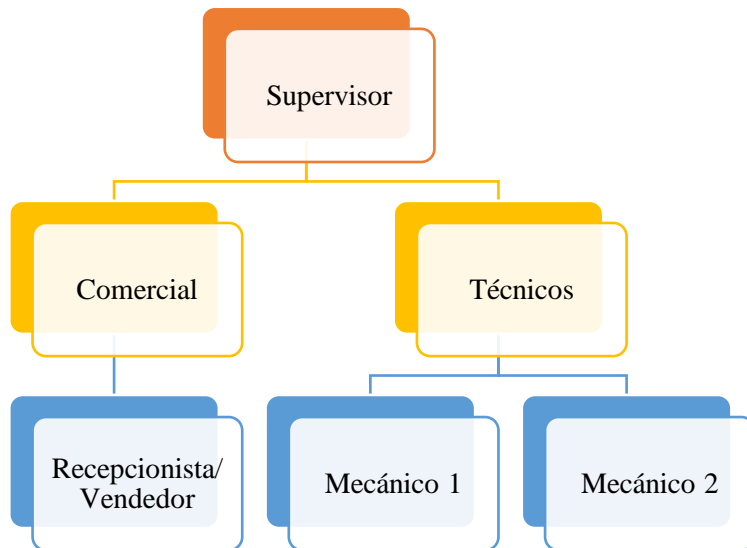 Supervisor
Comercial
Técnicos
Recepcionista/
Vendedor
Mecánico 1
Mecánico 2